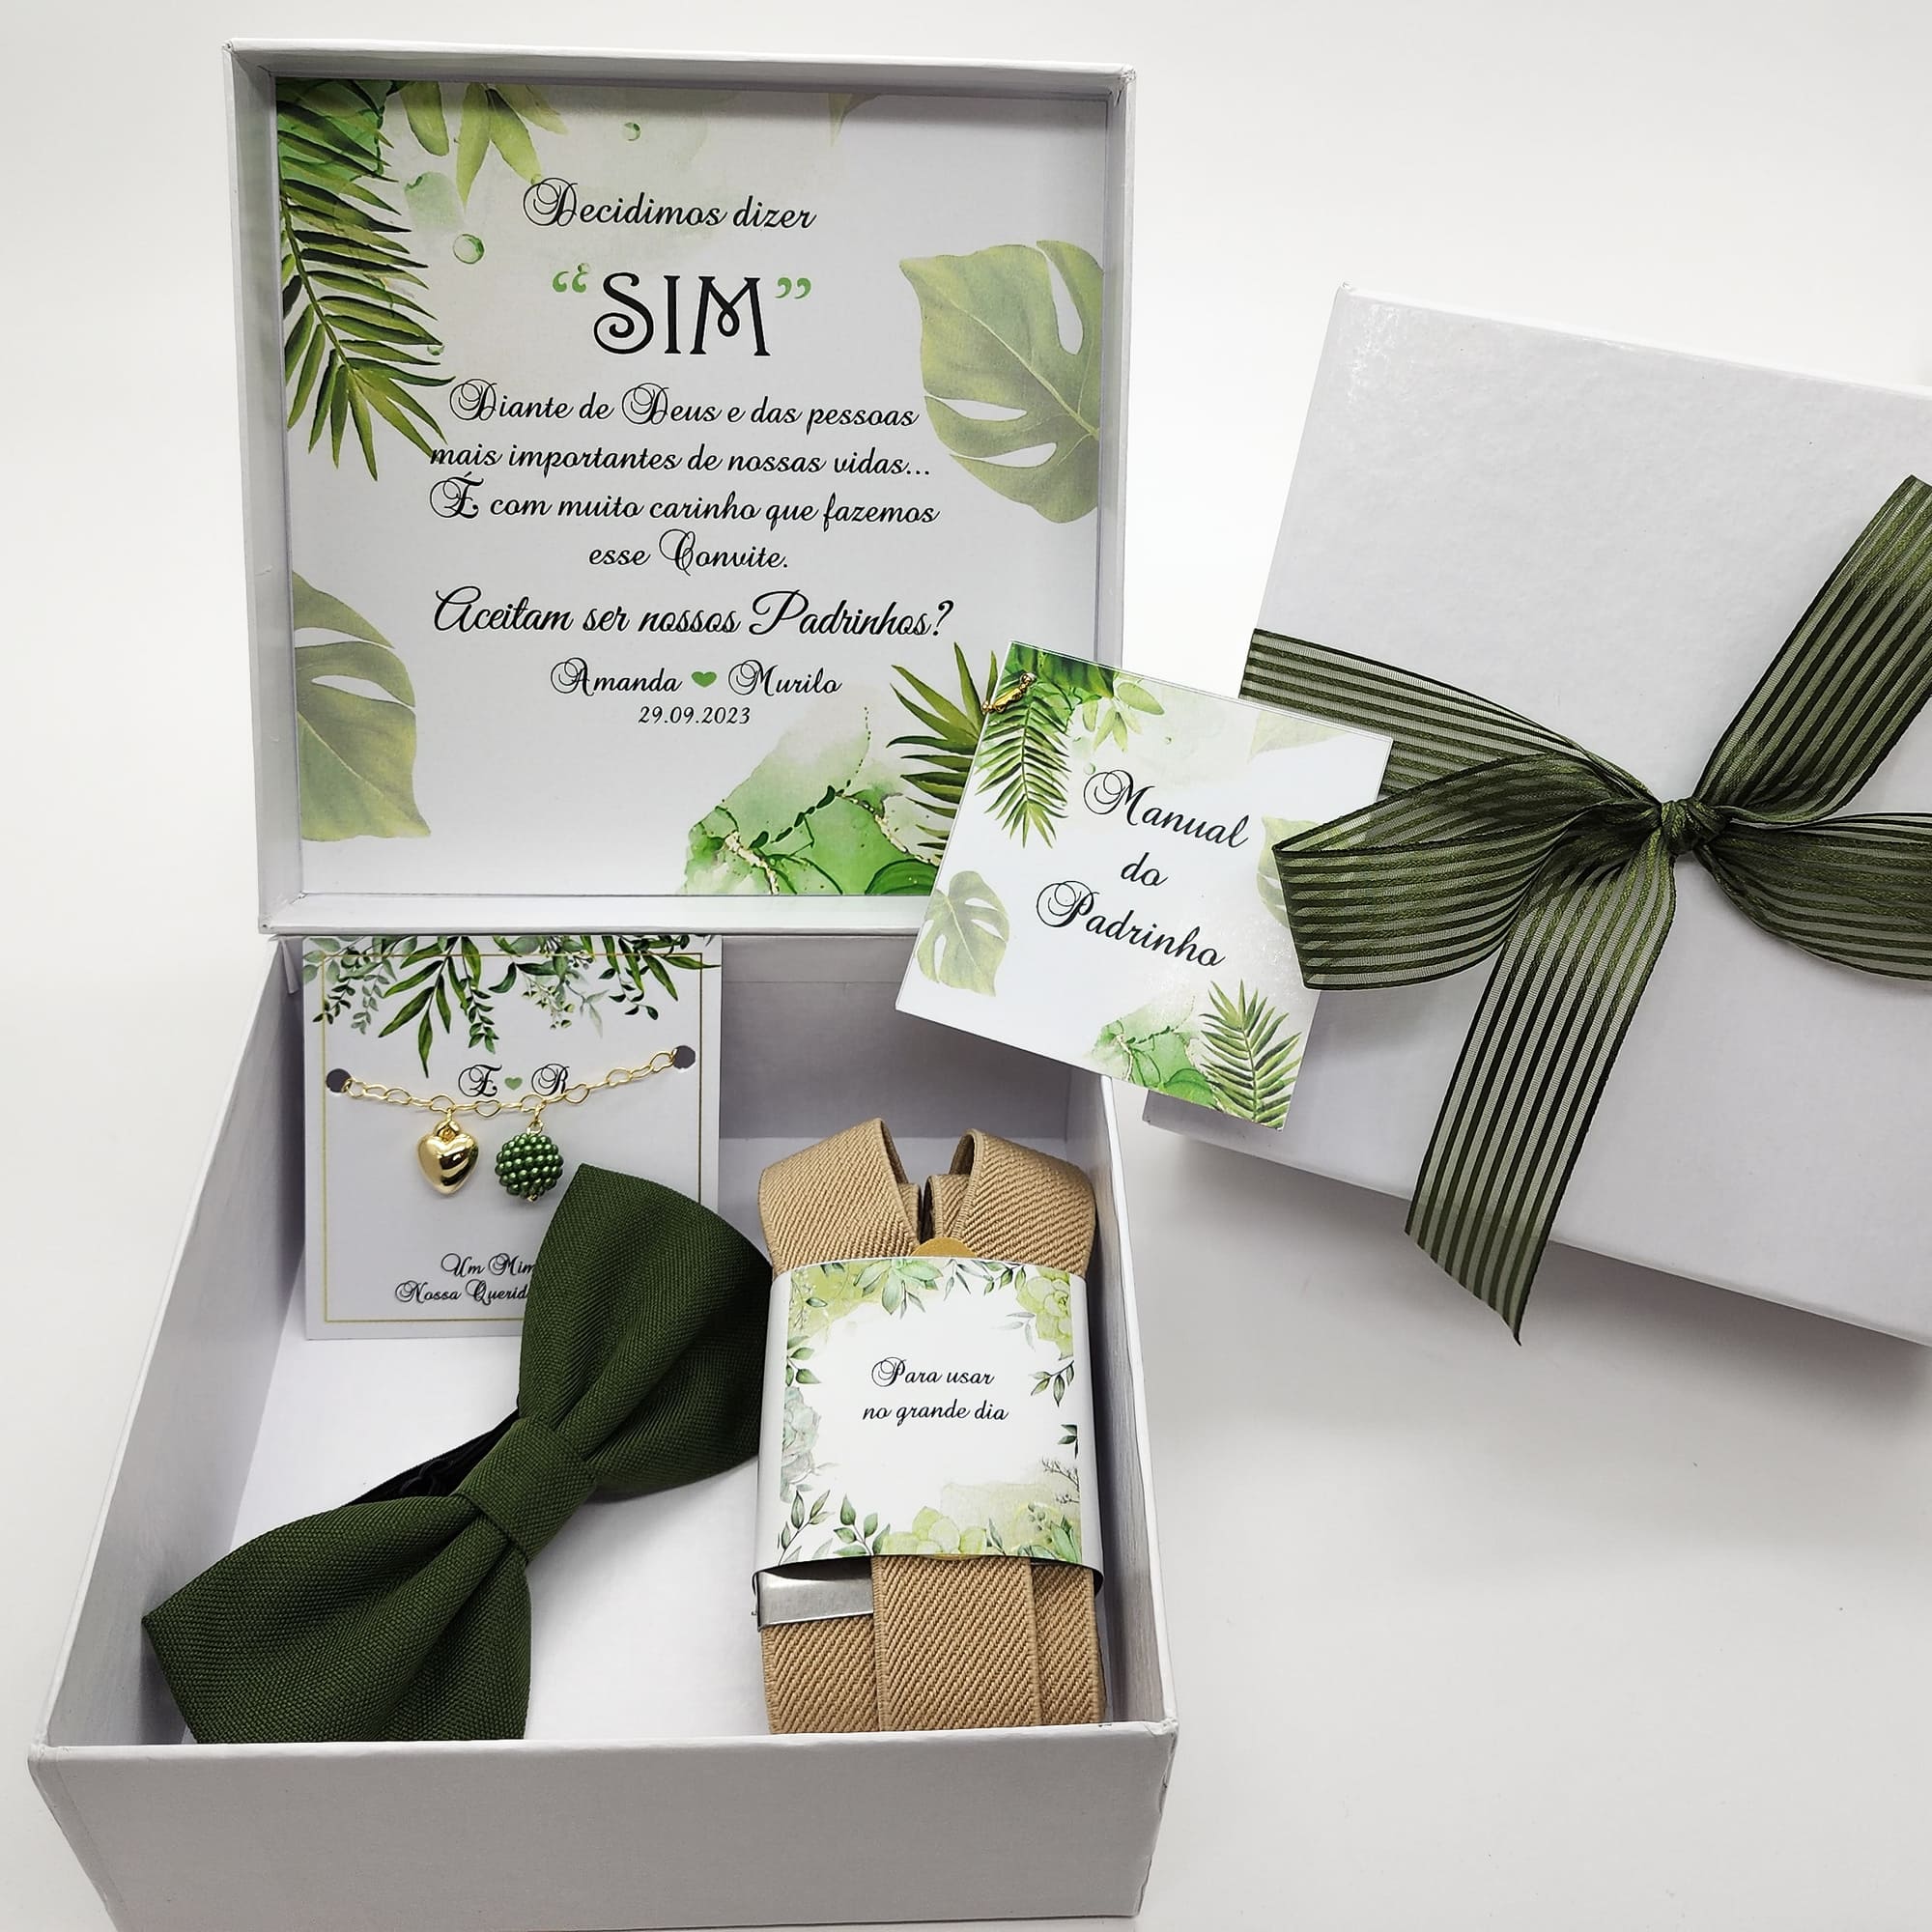 Decidimos dizer
“SIM”
Diante de Deus e das pessoas
mais importantes de nossas vidas...
É com muito carinho que fazemos
esse Convite.
Aceitam ser nossos Padrinhos?
Amanda Murilo
29.09.2023
Manual
do
Padrinho
E R
Um
Nossa
Para usar
no grande dia